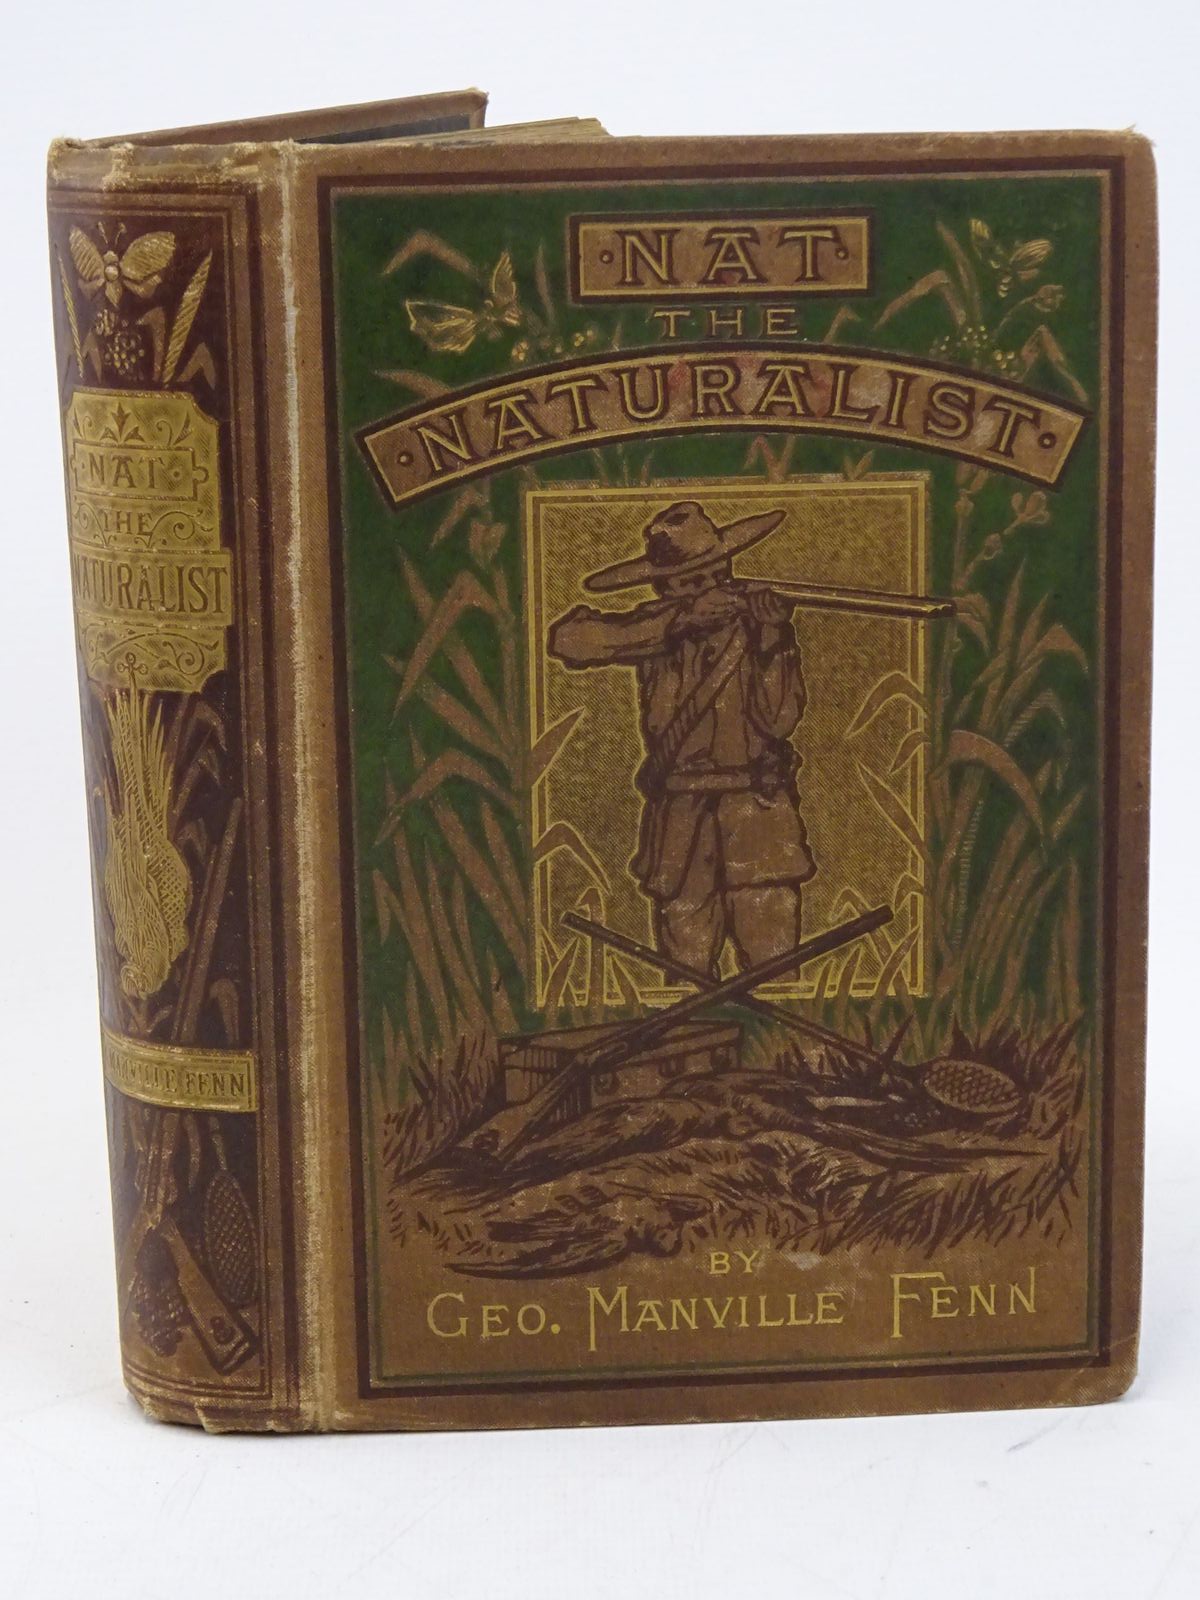 NAT
THE
NATURALIST
MANVILLE FENN
·NAT·
THE
·NATURALIST·
BY
GEO. MANVILLE FENN